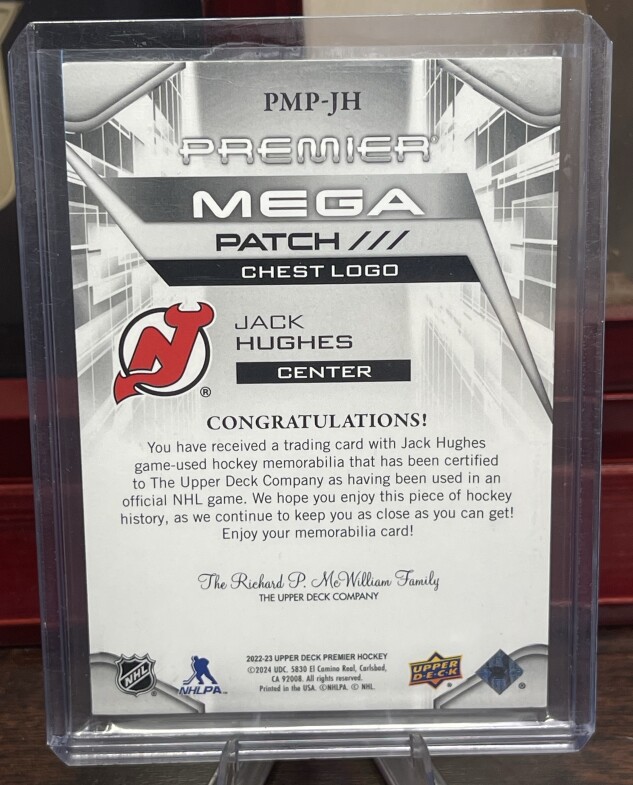 PMP-JH
PREMIER®
MEGA
PATCH ///
CHEST LOGO
JACK
HUGHES
CENTER
®
CONGRATULATIONS!
You have received a trading card with Jack Hughes
game-used hockey memorabilia that has been certified
to The Upper Deck Company as having been used in an
official NHL game. We hope you enjoy this piece of hockey
history, as we continue to keep you as close as you can get!
Enjoy your memorabilia card!
The Richard P. McWilliam Family
THE UPPER DECK COMPANY
NHL
NHLPA™
2022-23 UPPER DECK PREMIER HOCKEY
©2024 UDC. 5830 El Camino Real, Carlsbad,
CA 92008. All rights reserved.
Printed in the USA. ©NHLPA. © NHL.
UPPER
D·E·C·K
®